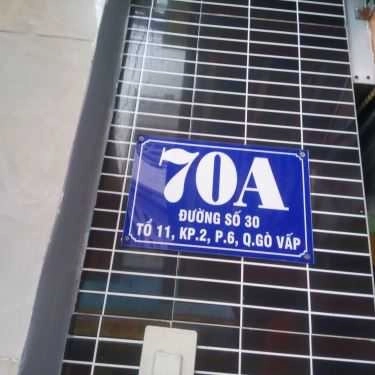 70A
ĐƯỜNG SỐ 30
TỔ 11, KP.2, P.6, Q.GÒ VẤP